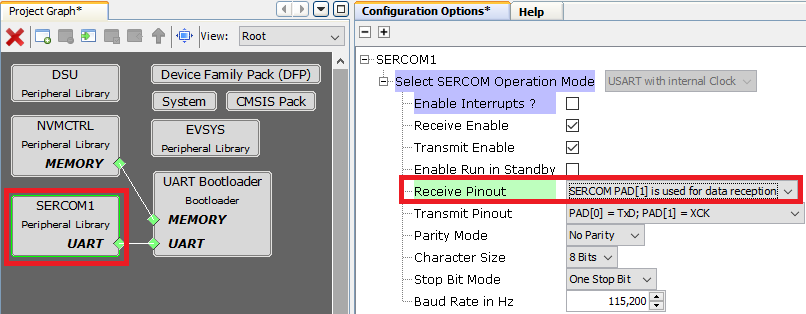 Project Graph*
View: Root
DSU
Peripheral Library
Device Family Pack (DFP)
System
CMSIS Pack
NVMCTRL
Peripheral Library
MEMORY
EVSYS
Peripheral Library
UART Bootloader
Bootloader
MEMORY
UART
SERCOM1
Peripheral Library
UART
Configuration Options*
Help
SERCOM1
Select SERCOM Operation Mode USART with internal Clock
Enable Interrupts ?
Receive Enable
Transmit Enable
Enable Run in Standby
Receive Pinout SERCOM PAD[1] is used for data reception
Transmit Pinout PAD[0] = TxD; PAD[1] = XCK
Parity Mode No Parity
Character Size 8 Bits
Stop Bit Mode One Stop Bit
Baud Rate in Hz 115,200